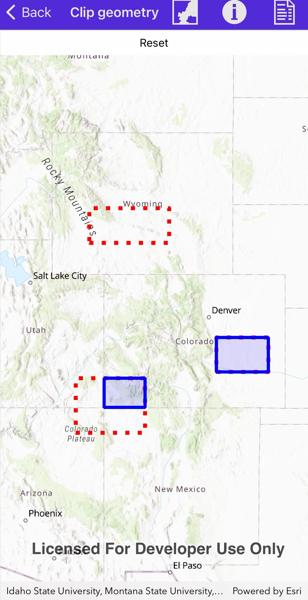 Back
Clip geometry
Reset
Montana
Rocky Mountains
Wyoming
Salt Lake City
Denver
Utah
Colorado
Colorado
Plateau
Arizona
New Mexico
Phoenix
Licensed For Developer Use Only
El Paso
Idaho State University, Montana State University,... Powered by Esri